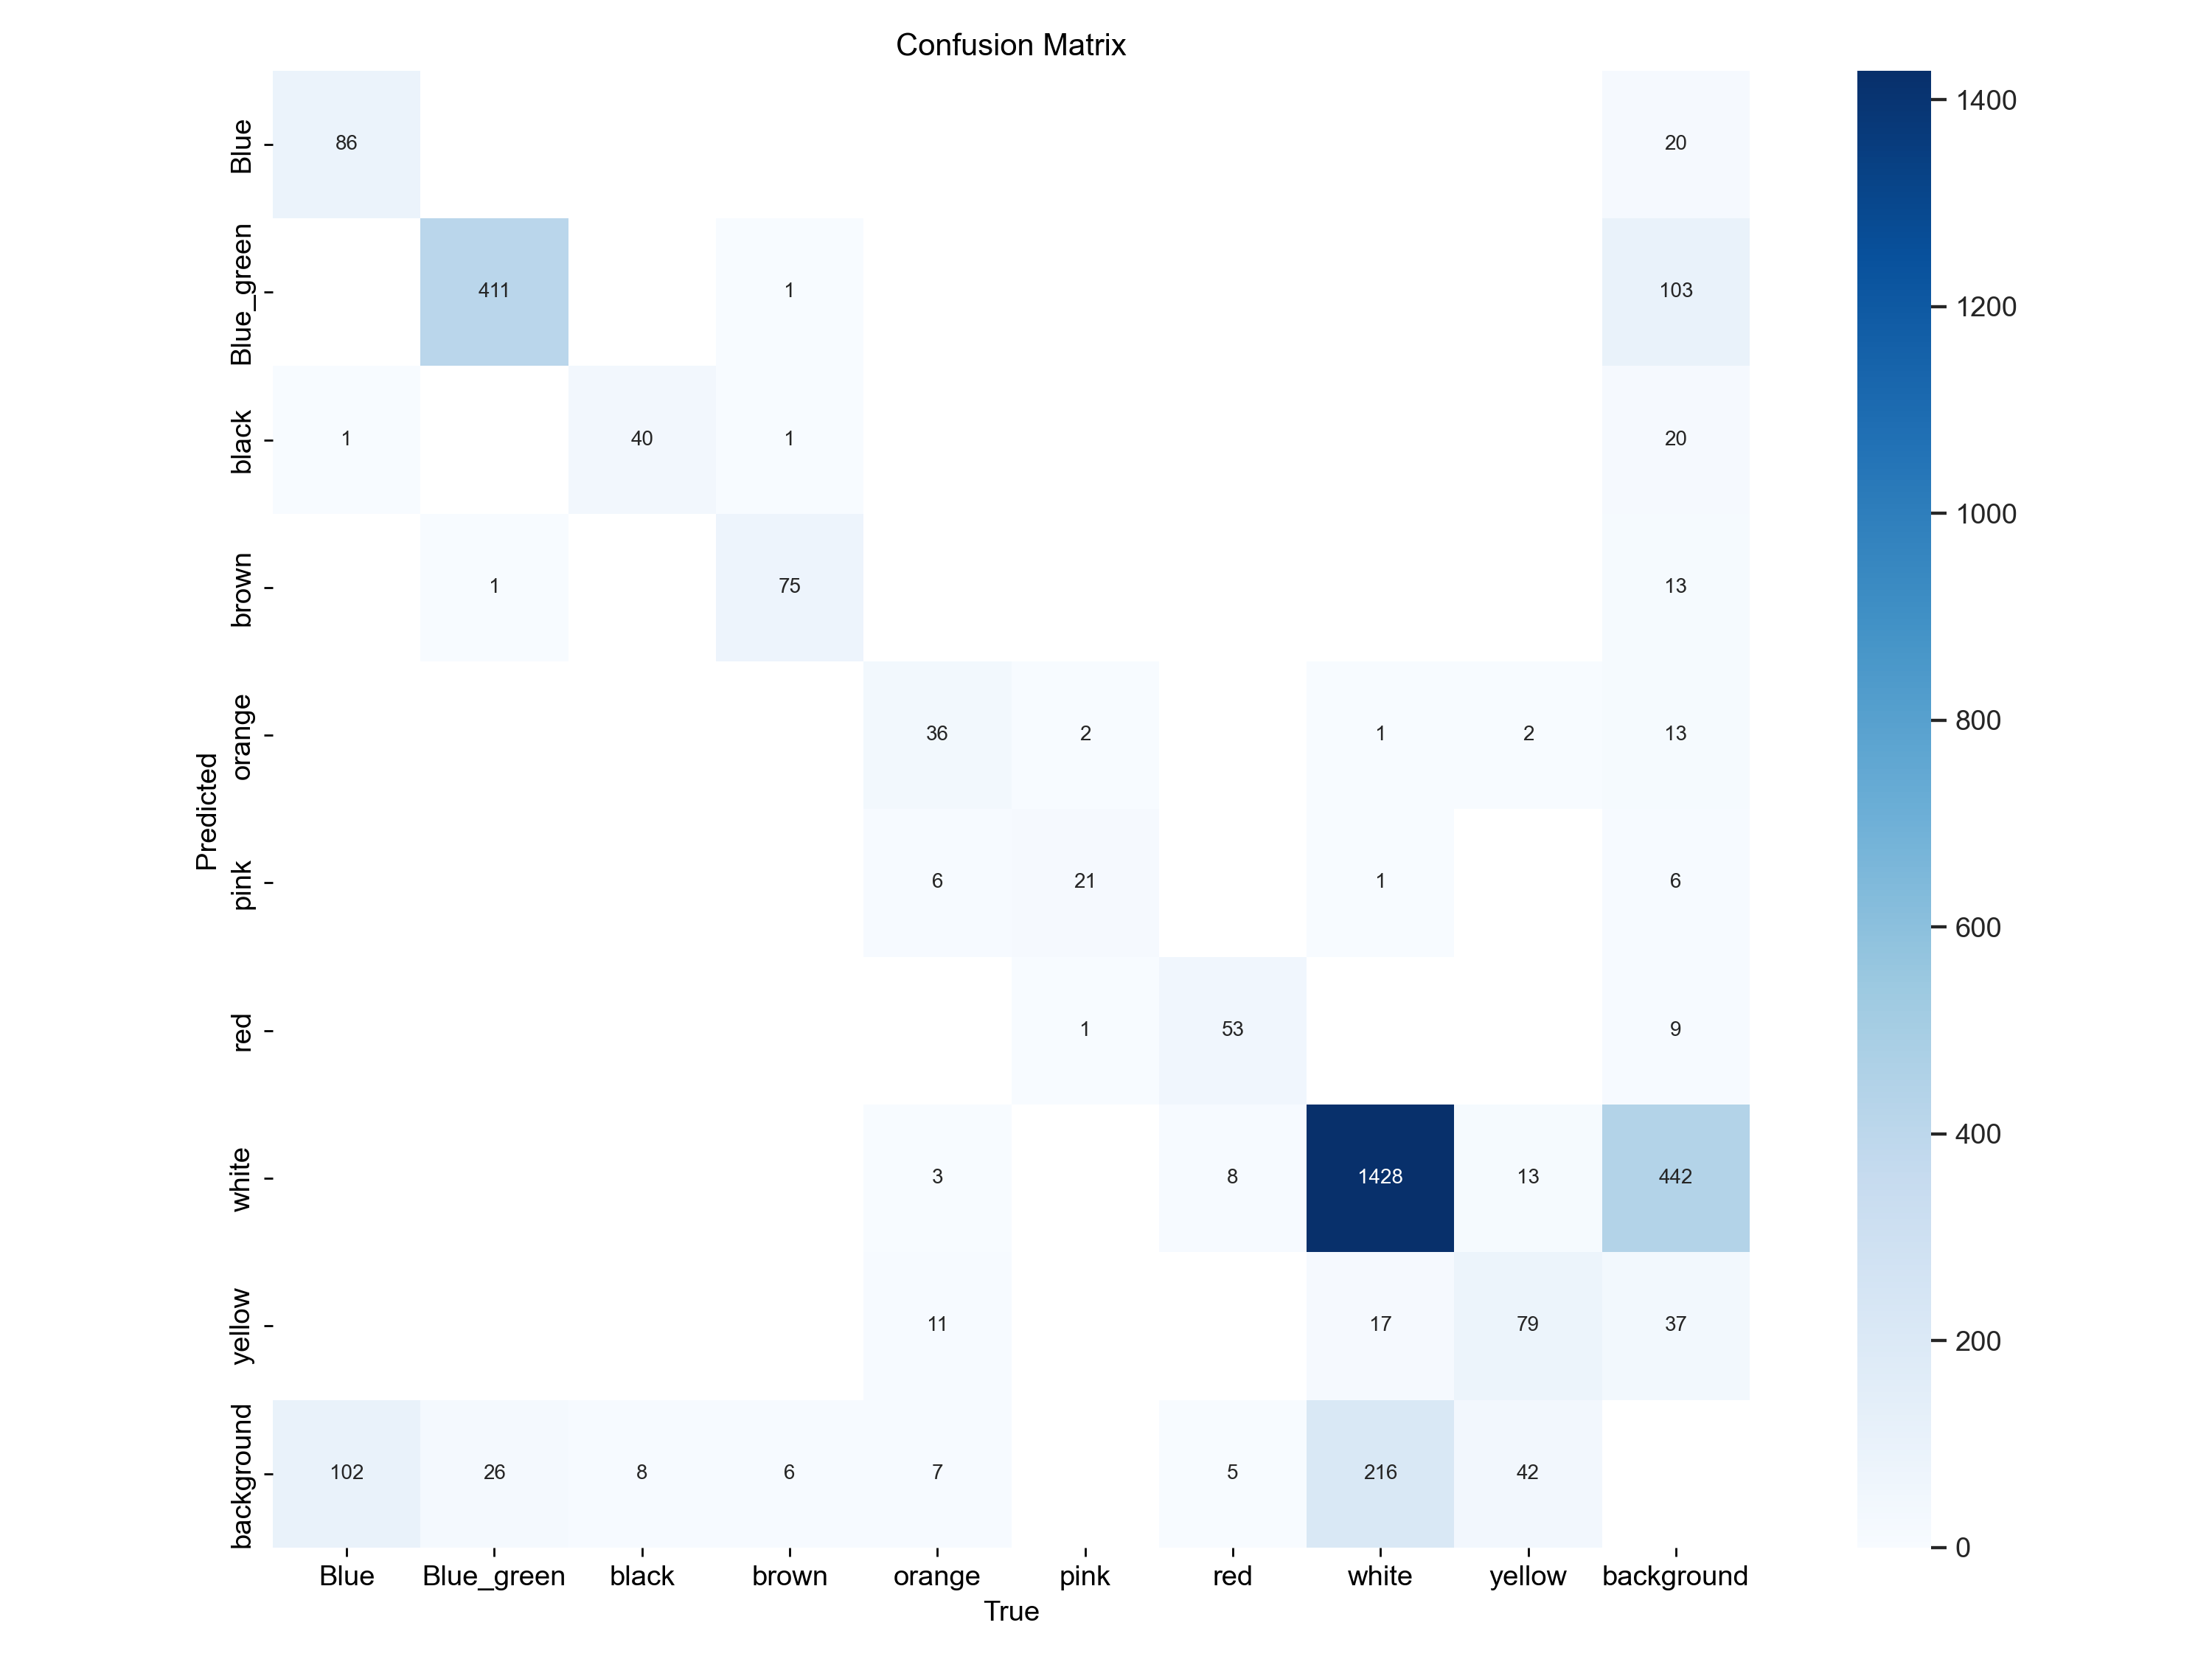 Confusion Matrix
Blue 86 20
Blue_green 411 1 103
black 1 40 1 20
brown 1 75 13
orange 36 2 1 2 13
pink 6 21 1 6
red 1 53 9
white 3 8 1428 13 442
yellow 11 17 79 37
background 102 26 8 6 7 5 216 42
Blue Blue_green black brown orange pink red white yellow background
True
Predicted
1400
1200
1000
800
600
400
200
0